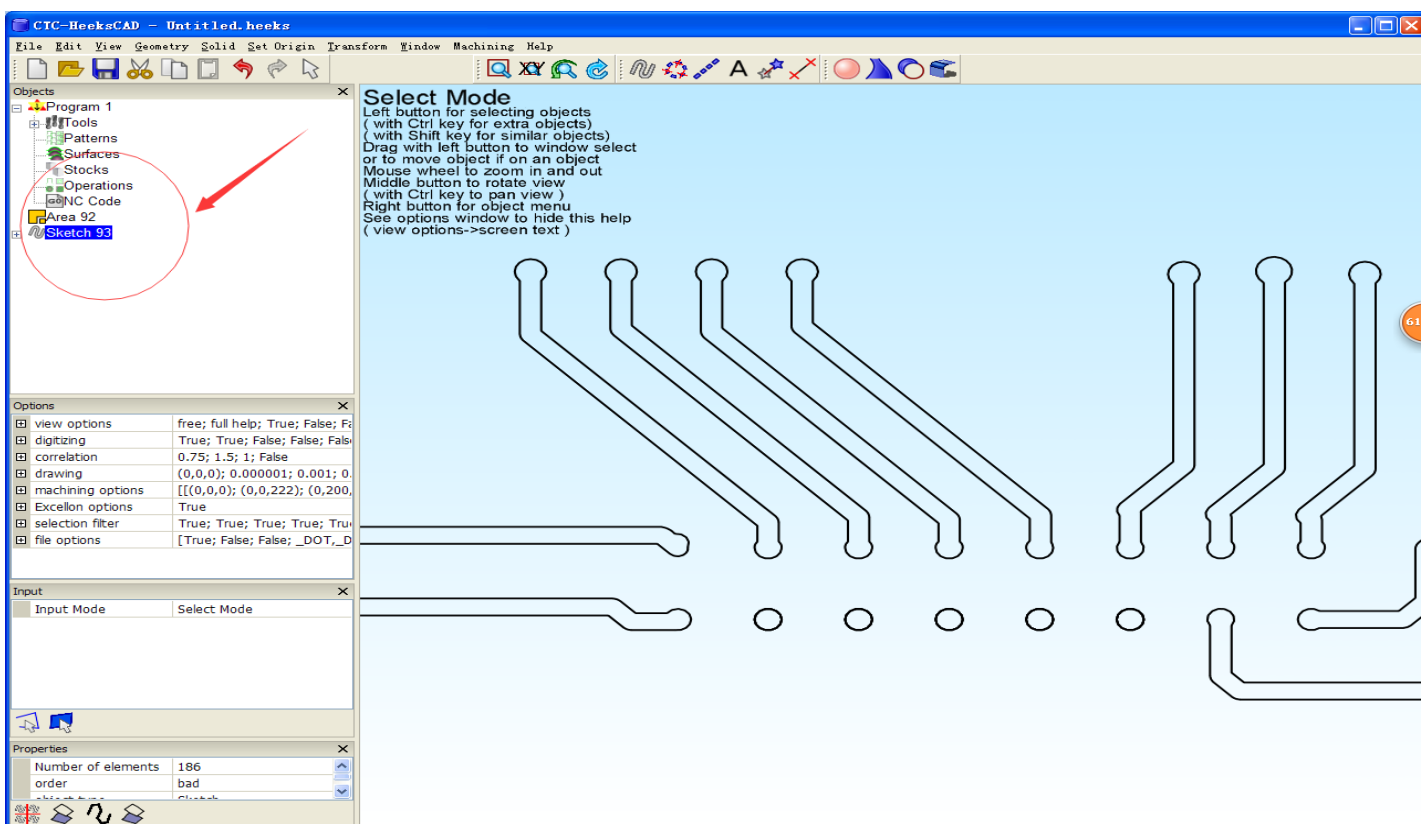 CTC-HeeksCAD - Untitled.heeks
File Edit View Geometry Solid Set Origin Transform Window Machining Help
Objects
Program 1
Tools
Patterns
Surfaces
Stocks
Operations
NC Code
Area 92
Sketch 93
Select Mode
Left button for selecting objects
( with Ctrl key for extra objects)
( with Shift key for similar objects)
Drag with left button to window select
or to move object if on an object
Mouse wheel to zoom in and out
Middle button to rotate view
( with Ctrl key to pan view )
Right button for object menu
See options window to hide this help
( view options->screen text )
61
Options
view options free; full help; True; False; Fa
digitizing True; True; False; False; Fals
correlation 0.75; 1.5; 1; False
drawing (0,0,0); 0.000001; 0.001; 0.
machining options [[(0,0,0); (0,0,222); (0,200,
Excellon options True
selection filter True; True; True; True; Tru
file options [True; False; False; _DOT,_D
Input
Input Mode Select Mode
Properties
Number of elements 186
order bad